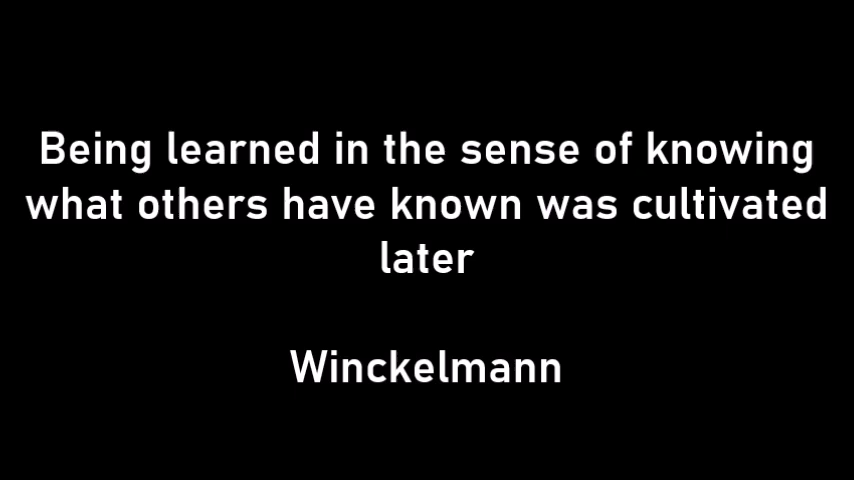 Being learned in the sense of knowing
what others have known was cultivated
later
Winckelmann